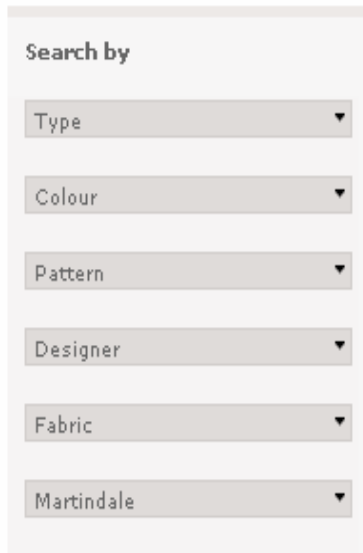 Search by
Type
Colour
Pattern
Designer
Fabric
Martindale